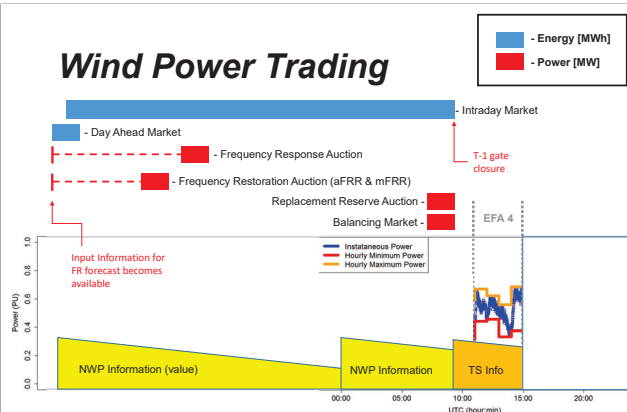 Wind Power Trading
- Energy [MWh]
- Power [MW]
- Intraday Market
- Day Ahead Market
- Frequency Response Auction
T-1 gate
closure
- Frequency Restoration Auction (aFRR & mFRR)
Replacement Reserve Auction -
Balancing Market -
EFA 4
Input Information for
FR forecast becomes
available
Instataneous Power
Hourly Minimum Power
Hourly Maximum Power
Power (PU)
1.0
0.8
0.6
0.4
0.2
0.0
NWP Information (value)
NWP Information
TS Info
00:00
05:00
10:00
15:00
20:00
UTC (hour:min)